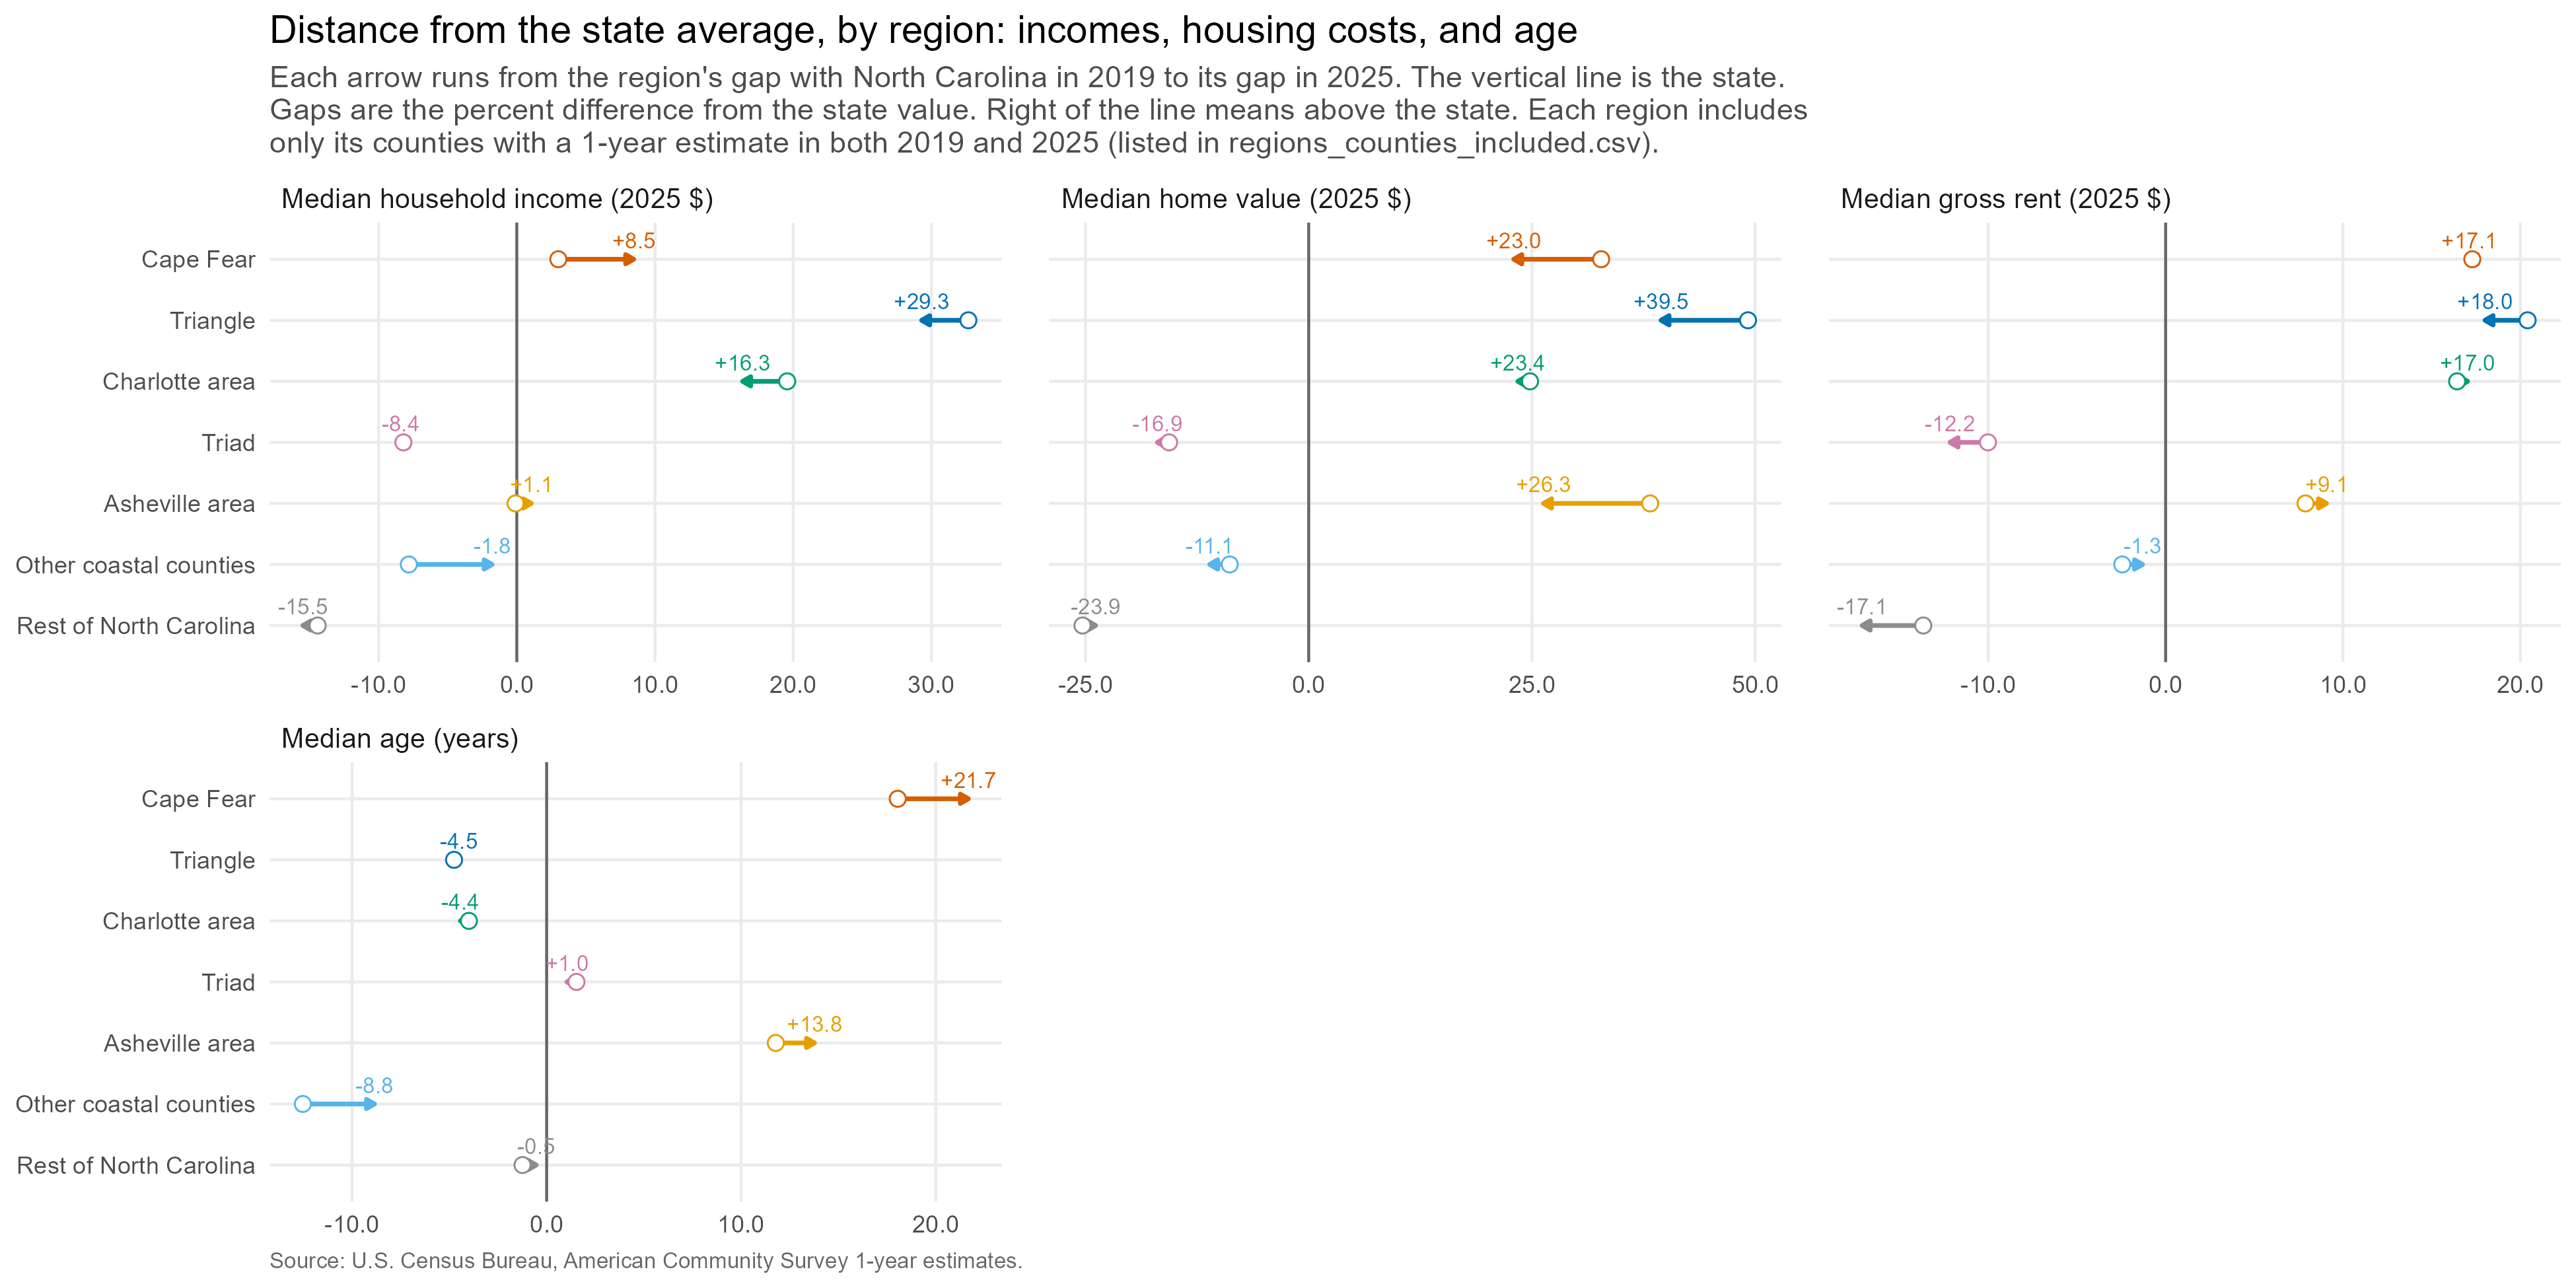 Distance from the state average, by region: incomes, housing costs, and age
Each arrow runs from the region's gap with North Carolina in 2019 to its gap in 2025. The vertical line is the state.
Gaps are the percent difference from the state value. Right of the line means above the state. Each region includes
only its counties with a 1-year estimate in both 2019 and 2025 (listed in regions_counties_included.csv).
Median household income (2025 $)
Cape Fear
+8.5
Triangle
+29.3
Charlotte area
+16.3
Triad
-8.4
Asheville area
+1.1
Other coastal counties
-1.8
Rest of North Carolina
-15.5
-10.0 0.0 10.0 20.0 30.0
Median home value (2025 $)
+23.0
+39.5
+23.4
-16.9
+26.3
-11.1
-23.9
-25.0 0.0 25.0 50.0
Median gross rent (2025 $)
+17.1
+18.0
+17.0
-12.2
+9.1
-1.3
-17.1
-10.0 0.0 10.0 20.0
Median age (years)
Cape Fear
+21.7
Triangle
-4.5
Charlotte area
-4.4
Triad
+1.0
Asheville area
+13.8
Other coastal counties
-8.8
Rest of North Carolina
-0.5
-10.0 0.0 10.0 20.0
Source: U.S. Census Bureau, American Community Survey 1-year estimates.